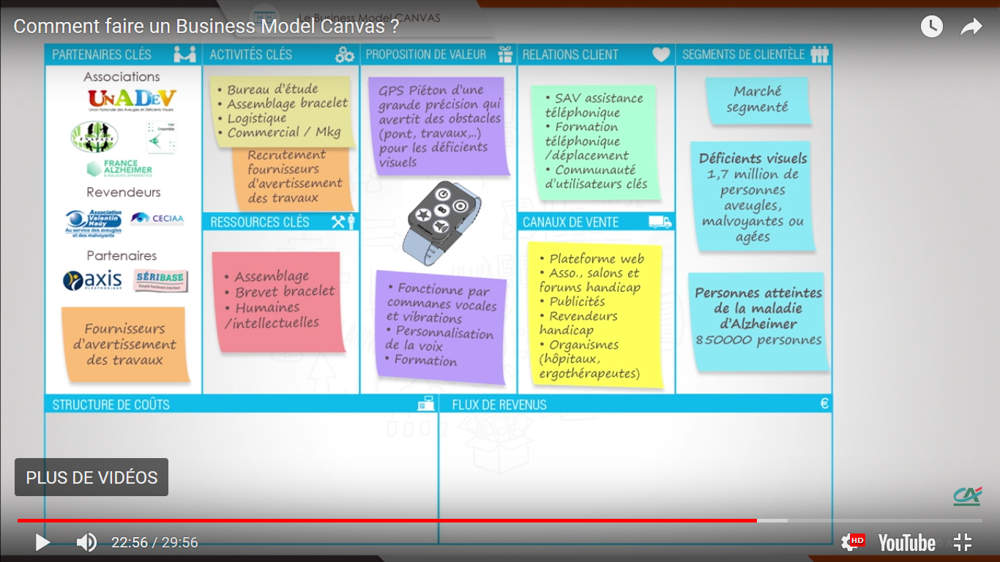 Le Business Model CANVAS
Comment faire un Business Model Canvas ?
PARTENAIRES CLÉS
Associations
UNADEV
Union Nationale des Aveugles et Déficients Visuels
Voir
Ensemble
FRANCE
ALZHEIMER
& MALADIES APPARENTÉES
Revendeurs
Association
Valentin
Haüy
Au service des aveugles
et des malvoyants
CECIAA
Partenaires
axis
ELECTRONIQUE
SÉRIBASE
People hardware interface
Fournisseurs
d'avertissement
des travaux
ACTIVITÉS CLÉS
• Bureau d'étude
• Assemblage bracelet
• Logistique
• Commercial / Mkg
Recrutement
fournisseurs
d'avertissement
des travaux
RESSOURCES CLÉS
• Assemblage
• Brevet bracelet
• Humaines
/intellectuelles
PROPOSITION DE VALEUR
GPS Piéton d'une
grande précision qui
avertit des obstacles
(pont, travaux,..)
pour les déficients
visuels
• Fonctionne par
commanes vocales
et vibrations
• Personnalisation
de la voix
• Formation
RELATIONS CLIENT
• SAV assistance
téléphonique
• Formation
téléphonique
/déplacement
• Communauté
d'utilisateurs clés
CANAUX DE VENTE
• Plateforme web
• Asso., salons et
forums handicap
• Publicités
• Revendeurs
handicap
• Organismes
(hôpitaux,
ergothérapeutes)
SEGMENTS DE CLIENTÈLE
Marché
segmenté
Déficients visuels
1,7 million de
personnes
aveugles,
malvoyantes ou
agées
Personnes atteintes
de la maladie
d'Alzheimer
850000 personnes
STRUCTURE DE COÛTS
FLUX DE REVENUS
€
PLUS DE VIDÉOS
CA
22:56 / 29:56
HD
YouTube